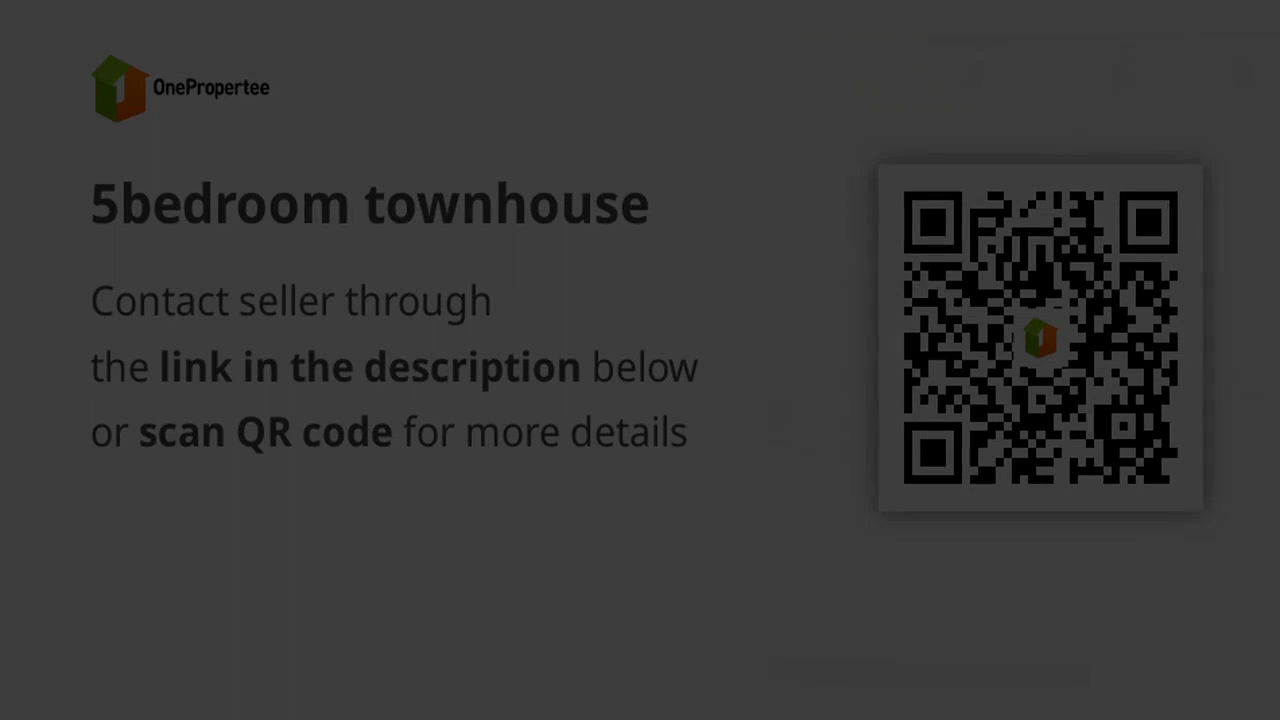 OnePropertee
5bedroom townhouse
Contact seller through
the link in the description below
or scan QR code for more details